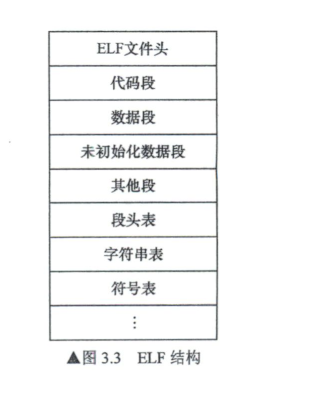 ELF文件头
代码段
数据段
未初始化数据段
其他段
段头表
字符串表
符号表
⋮
▲图 3.3 ELF 结构